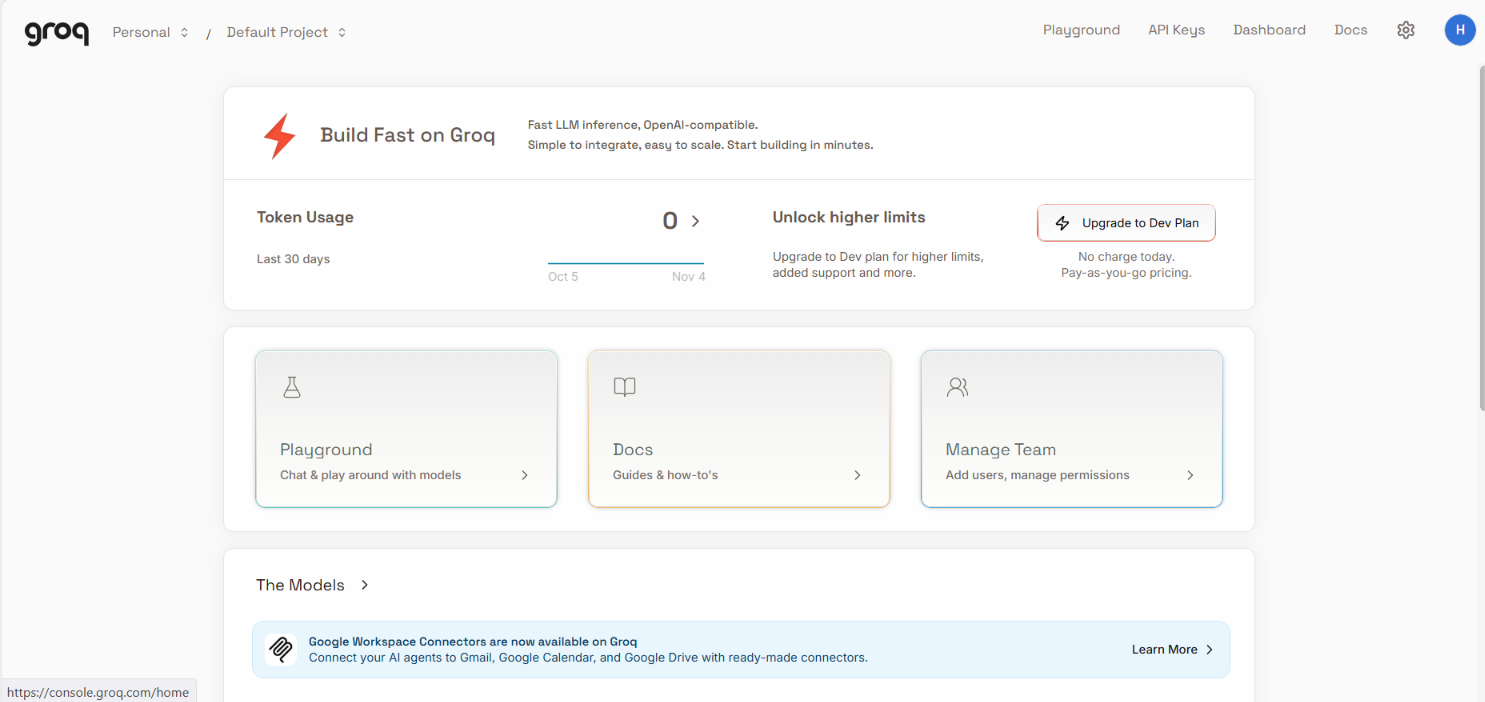 groq Personal / Default Project Playground API Keys Dashboard Docs H
Build Fast on Groq
Fast LLM inference, OpenAI-compatible.
Simple to integrate, easy to scale. Start building in minutes.
Token Usage
0
Last 30 days
Oct 5 Nov 4
Unlock higher limits
Upgrade to Dev plan for higher limits,
added support and more.
Upgrade to Dev Plan
No charge today.
Pay-as-you-go pricing.
Playground
Chat & play around with models
Docs
Guides & how-to's
Manage Team
Add users, manage permissions
The Models
Google Workspace Connectors are now available on Groq
Connect your AI agents to Gmail, Google Calendar, and Google Drive with ready-made connectors.
Learn More
https://console.groq.com/home